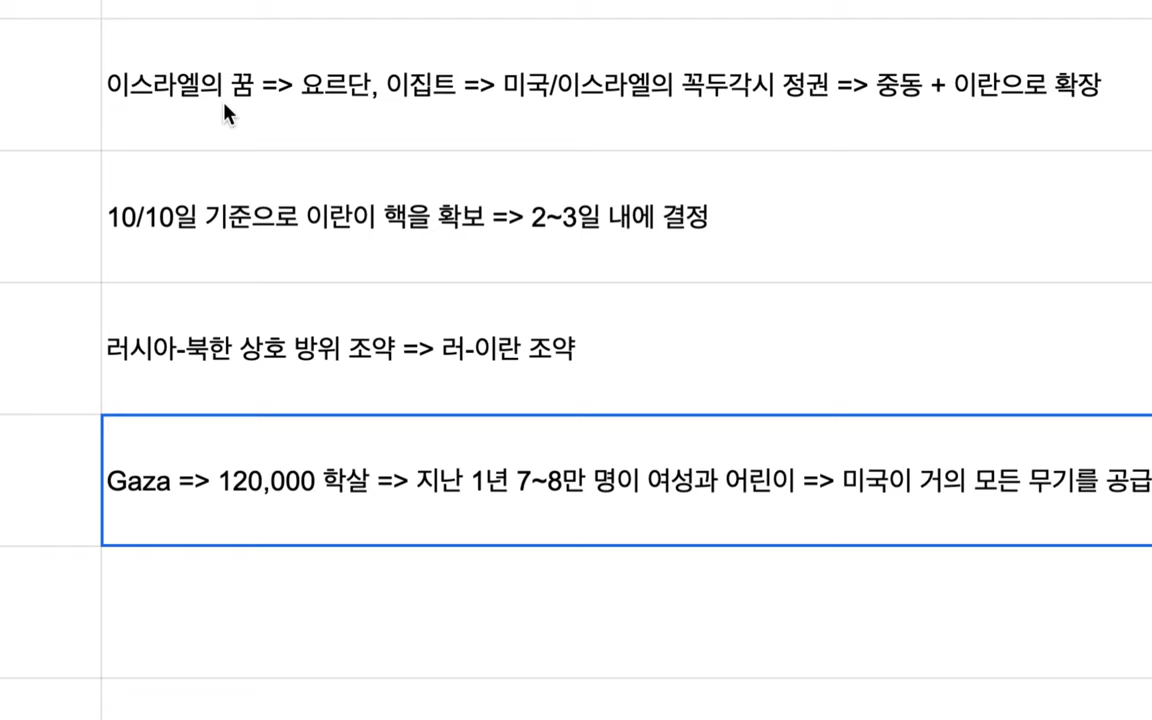 이스라엘의 꿈 => 요르단, 이집트 => 미국/이스라엘의 꼭두각시 정권 => 중동 + 이란으로 확장
10/10일 기준으로 이란이 핵을 확보 => 2~3일 내에 결정
러시아-북한 상호 방위 조약 => 러-이란 조약
Gaza => 120,000 학살 => 지난 1년 7~8만 명이 여성과 어린이 => 미국이 거의 모든 무기를 공급